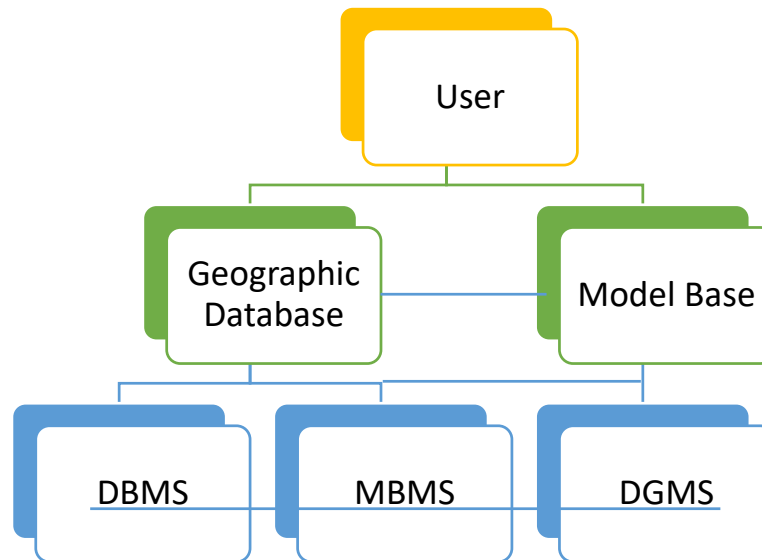 User
Geographic
Database
Model Base
DBMS
MBMS
DGMS